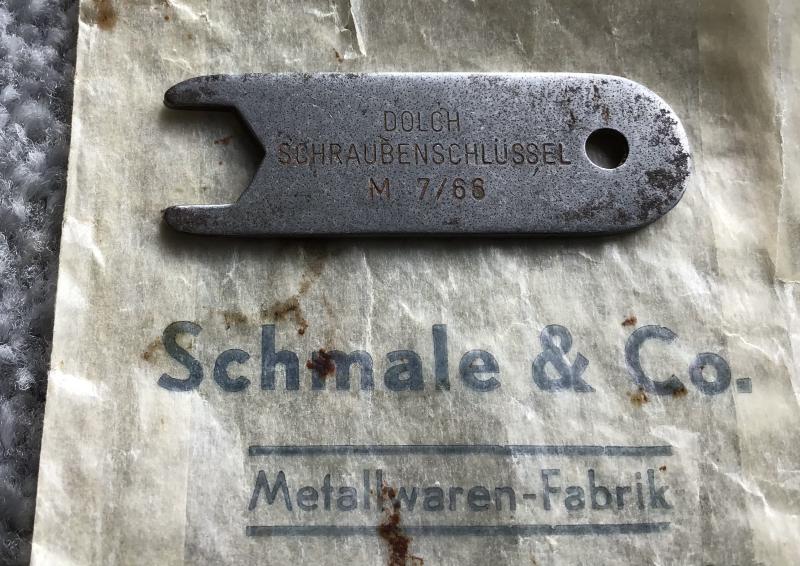 DOLCH
SCHRAUBENSCHLÜSSEL
M 7/66
Schmale & Co.
Metallwaren-Fabrik